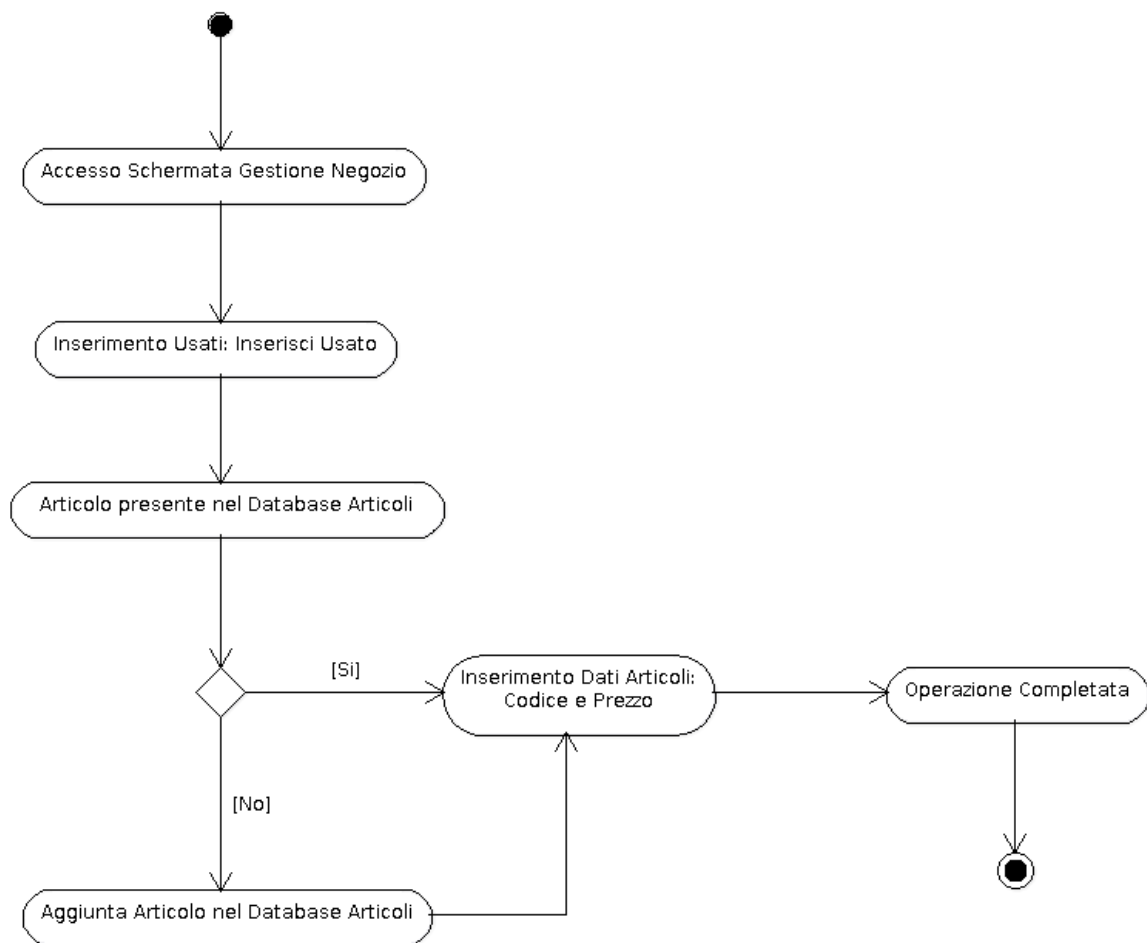 Accesso Schermata Gestione Negozio
Inserimento Usati: Inserisci Usato
Articolo presente nel Database Articoli
[Si]
Inserimento Dati Articoli:
Codice e Prezzo
Operazione Completata
[No]
Aggiunta Articolo nel Database Articoli